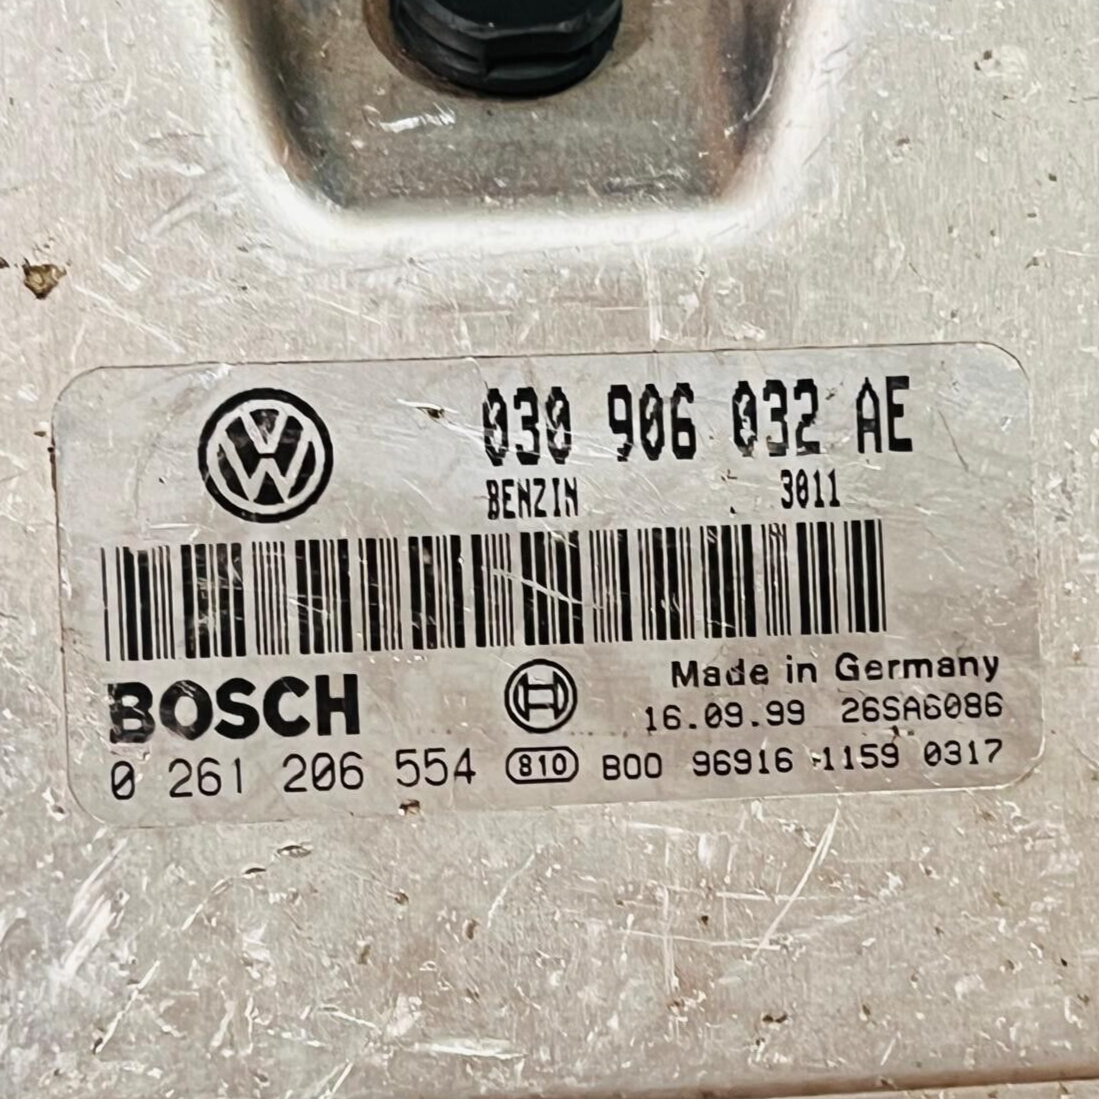 030 906 032 AE
BENZIN 3011
Made in Germany
BOSCH 16.09.99 26SA6086
0 261 206 554 810 B00 96916 1159 0317